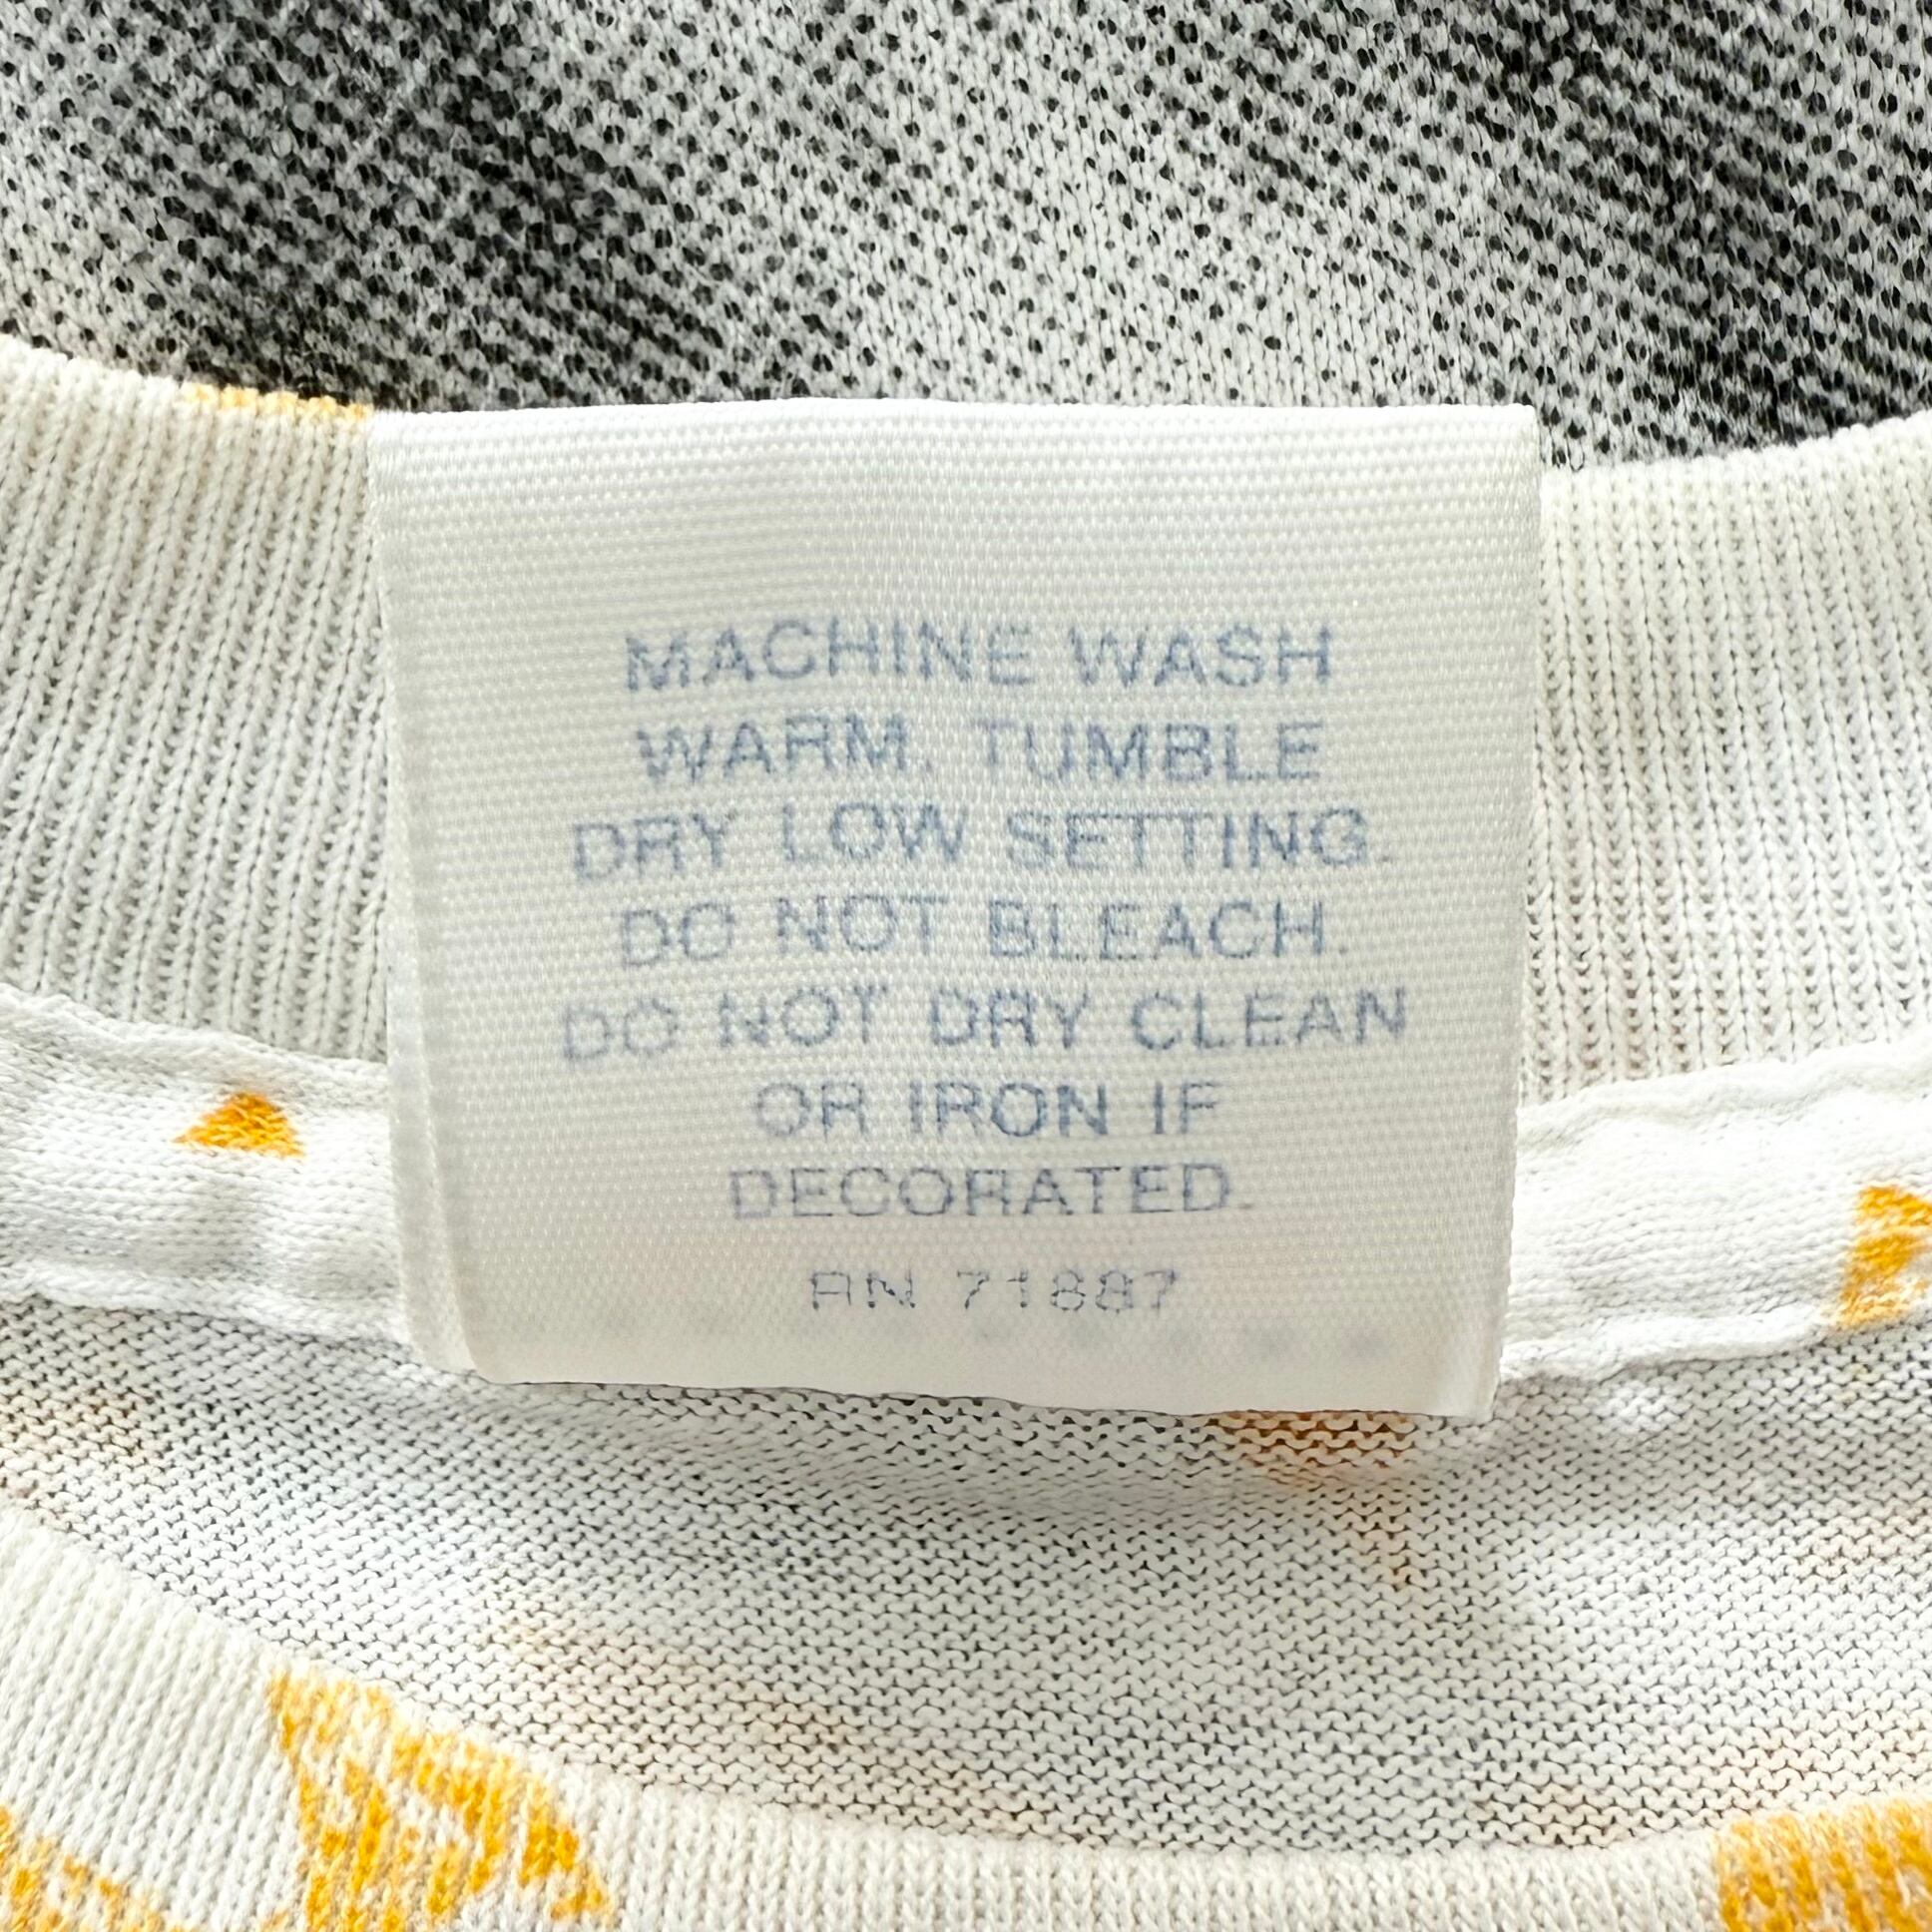 MACHINE WASH
WARM, TUMBLE
DRY LOW SETTING.
DO NOT BLEACH.
DO NOT DRY CLEAN
OR IRON IF
DECORATED.
RN 71887